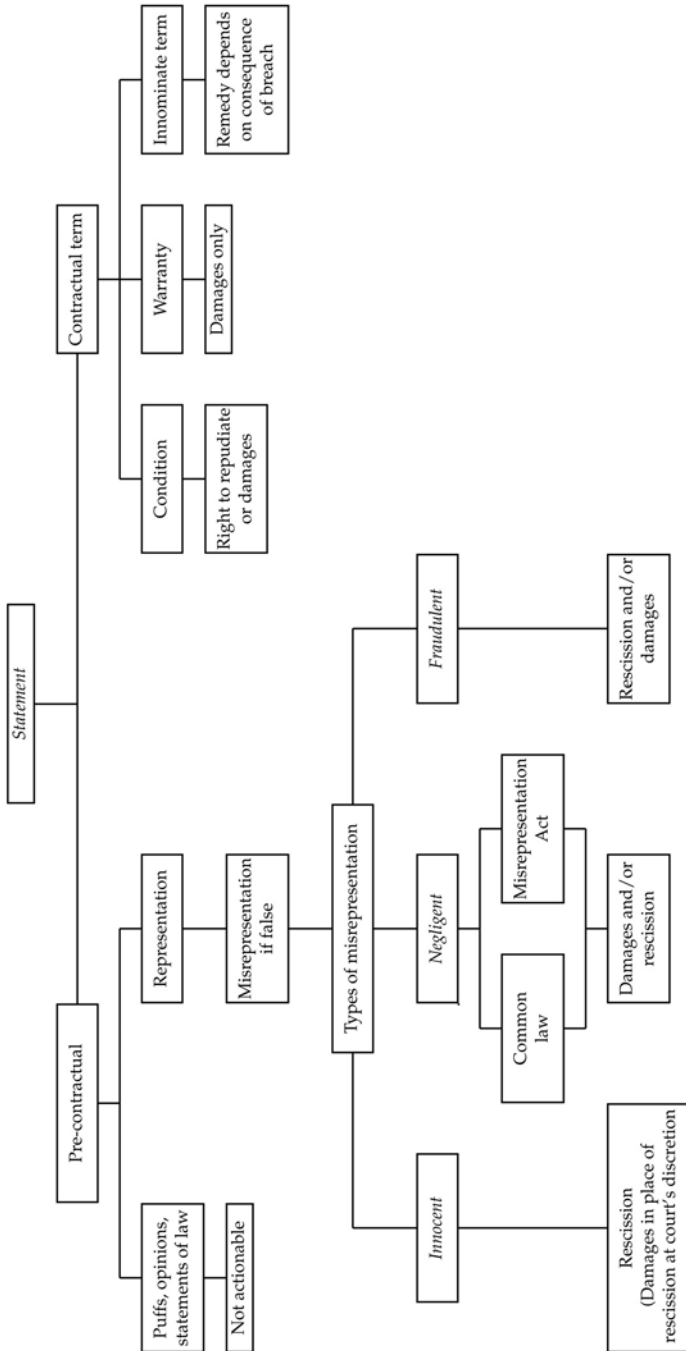 Statement
Pre-contractual
Contractual term
Puffs, opinions,
statements of law
Representation
Condition
Warranty
Innominate term
Not actionable
Misrepresentation
if false
Right to repudiate
or damages
Damages only
Remedy depends
on consequence
of breach
Types of misrepresentation
Innocent
Negligent
Fraudulent
Common
law
Misrepresentation
Act
Rescission
(Damages in place of
rescission at court's discretion
Damages and/or
rescission
Rescission and/or
damages